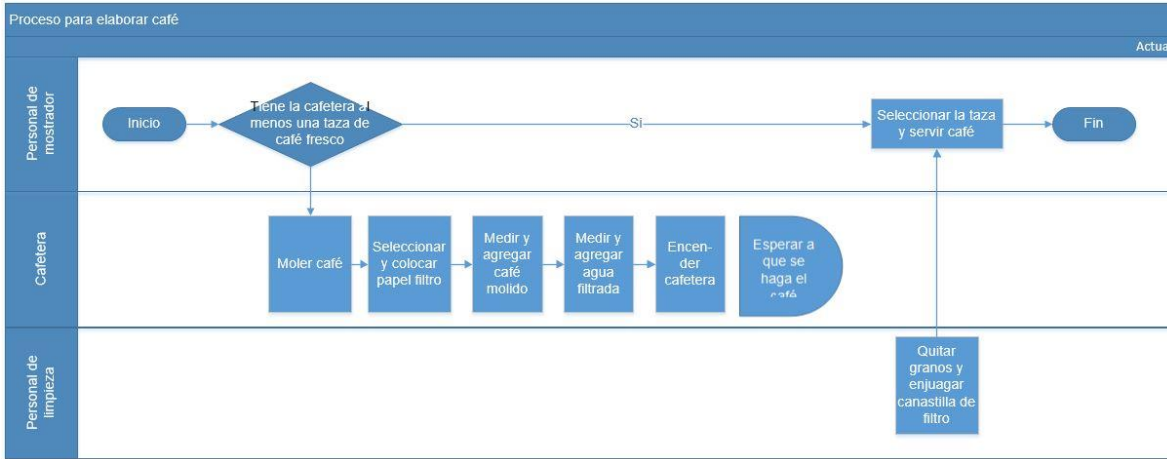 Proceso para elaborar café
Actua
Personal de
mostrador
Inicio
Tiene la cafetera al
menos una taza de
café fresco
Si
Seleccionar la taza
y servir café
Fin
Cafetera
Moler café
Seleccionar
y colocar
papel filtro
Medir y
agregar
café
molido
Medir y
agregar
agua
filtrada
Encen-
der
cafetera
Esperar a
que se
haga el
café
Personal de
limpieza
Quitar
granos y
enjuagar
canastilla de
filtro